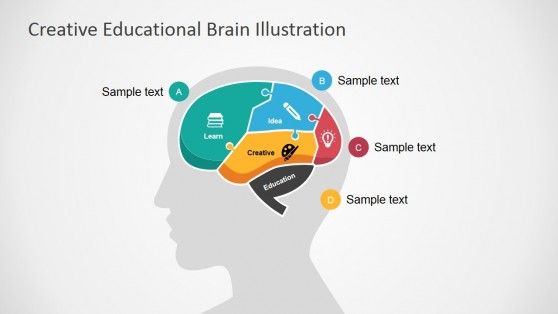 Creative Educational Brain Illustration
Sample text
A
B
Sample text
Idea
Learn
Creative
C
Sample text
Education
D
Sample text